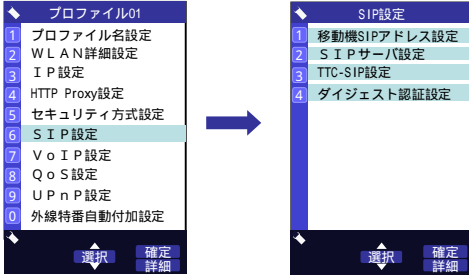 プロファイル01
1 プロファイル名設定
2 ＷＬＡＮ詳細設定
3 ＩＰ設定
4 HTTP Proxy設定
5 セキュリティ方式設定
6 ＳＩＰ設定
7 ＶｏＩＰ設定
8 ＱｏＳ設定
9 ＵＰｎＰ設定
0 外線特番自動付加設定
選択 確定
詳細
SIP設定
1 移動機SIPアドレス設定
2 ＳＩＰサーバ設定
3 TTC-SIP設定
4 ダイジェスト認証設定
選択 確定
詳細